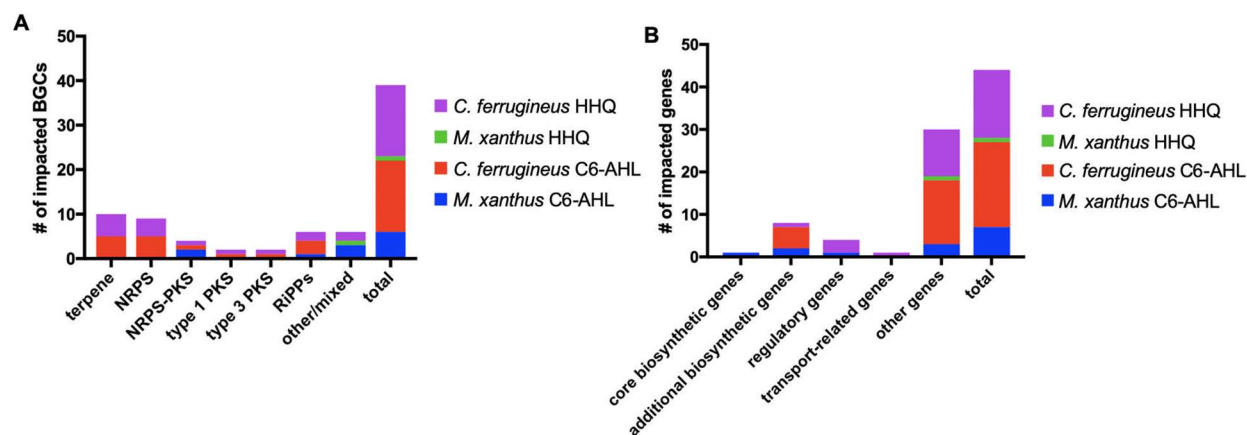 A
# of impacted BGCs
50
40
30
20
10
0
terpene
NRPS
NRPS-PKS
type 1 PKS
type 3 PKS
RiPPs
other/mixed
total
C. ferrugineus HHQ
M. xanthus HHQ
C. ferrugineus C6-AHL
M. xanthus C6-AHL
B
# of impacted genes
50
40
30
20
10
0
core biosynthetic genes
additional biosynthetic genes
regulatory genes
transport-related genes
other genes
total
C. ferrugineus HHQ
M. xanthus HHQ
C. ferrugineus C6-AHL
M. xanthus C6-AHL